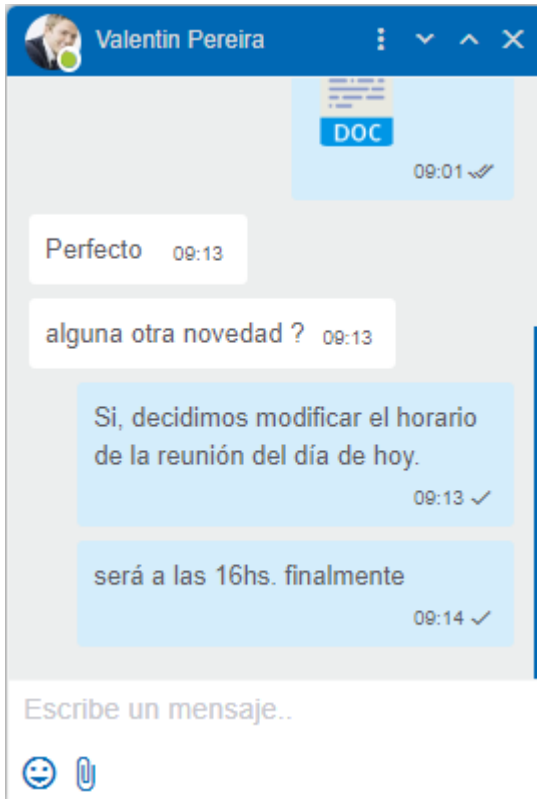 Valentin Pereira
DOC
09:01
Perfecto 09:13
alguna otra novedad ? 09:13
Si, decidimos modificar el horario
de la reunión del día de hoy.
09:13
será a las 16hs. finalmente
09:14
Escribe un mensaje..